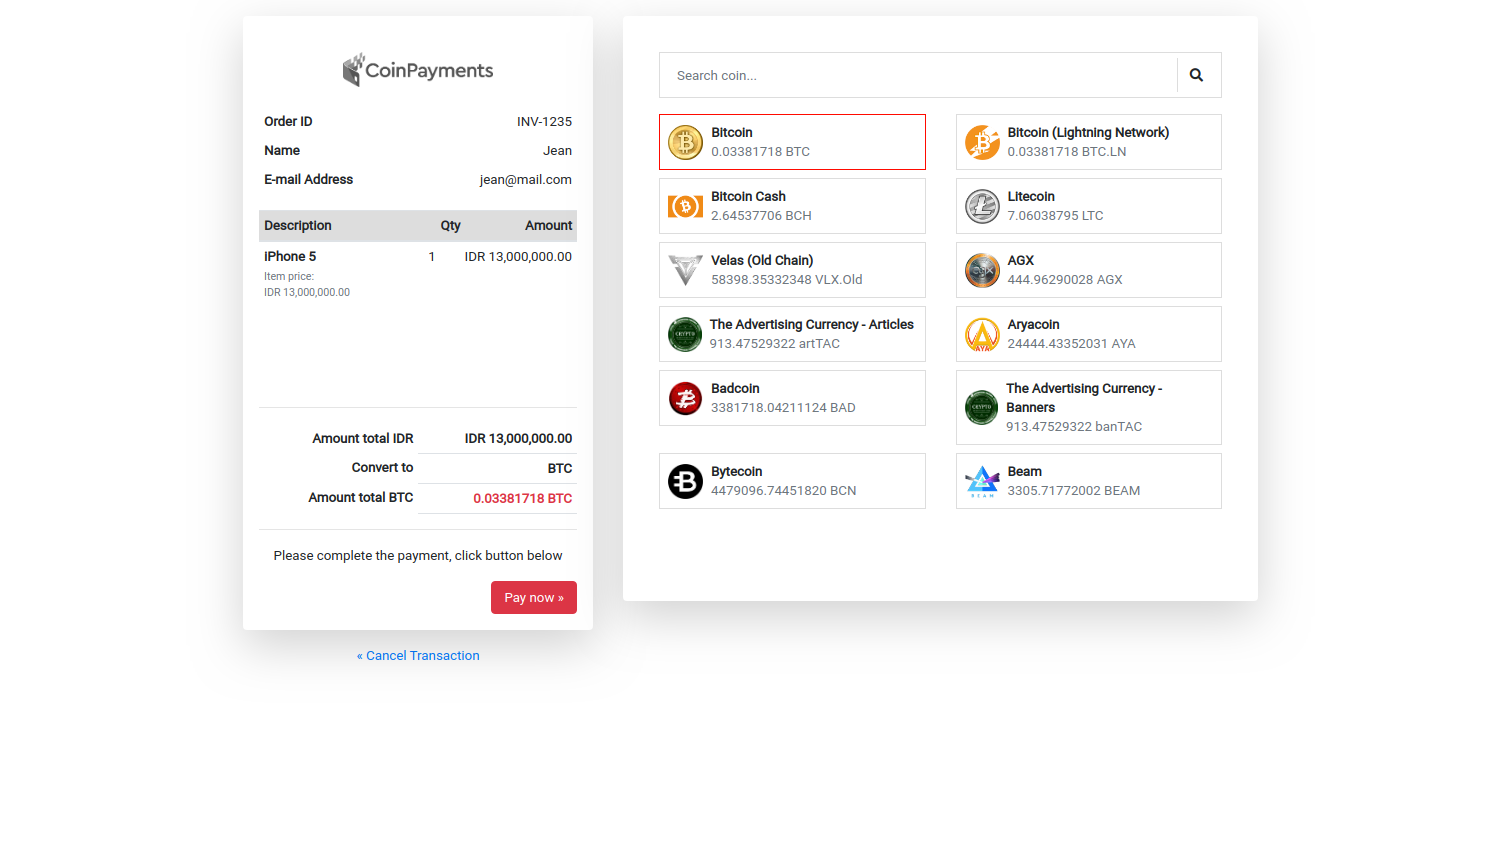 CoinPayments
Order ID INV-1235
Name Jean
E-mail Address jean@mail.com
Description Qty Amount
iPhone 5 1 IDR 13,000,000.00
Item price:
IDR 13,000,000.00
Amount total IDR IDR 13,000,000.00
Convert to BTC
Amount total BTC 0.03381718 BTC
Please complete the payment, click button below
Pay now »
« Cancel Transaction
Search coin...
Bitcoin
0.03381718 BTC
Bitcoin (Lightning Network)
0.03381718 BTC.LN
Bitcoin Cash
2.64537706 BCH
Litecoin
7.06038795 LTC
Velas (Old Chain)
58398.35332348 VLX.Old
AGX
444.96290028 AGX
CRYPTO
The Advertising Currency - Articles
913.47529322 artTAC
AYA
Aryacoin
24444.43352031 AYA
Badcoin
3381718.04211124 BAD
CRYPTO
The Advertising Currency -
Banners
913.47529322 banTAC
Bytecoin
4479096.74451820 BCN
BEAM
Beam
3305.71772002 BEAM